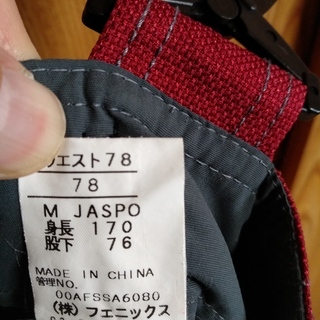 ウエスト78
78
M JASPO
身長 170
股下 76
MADE IN CHINA
管理NO.
00AFSSA6080
(株) フェニックス